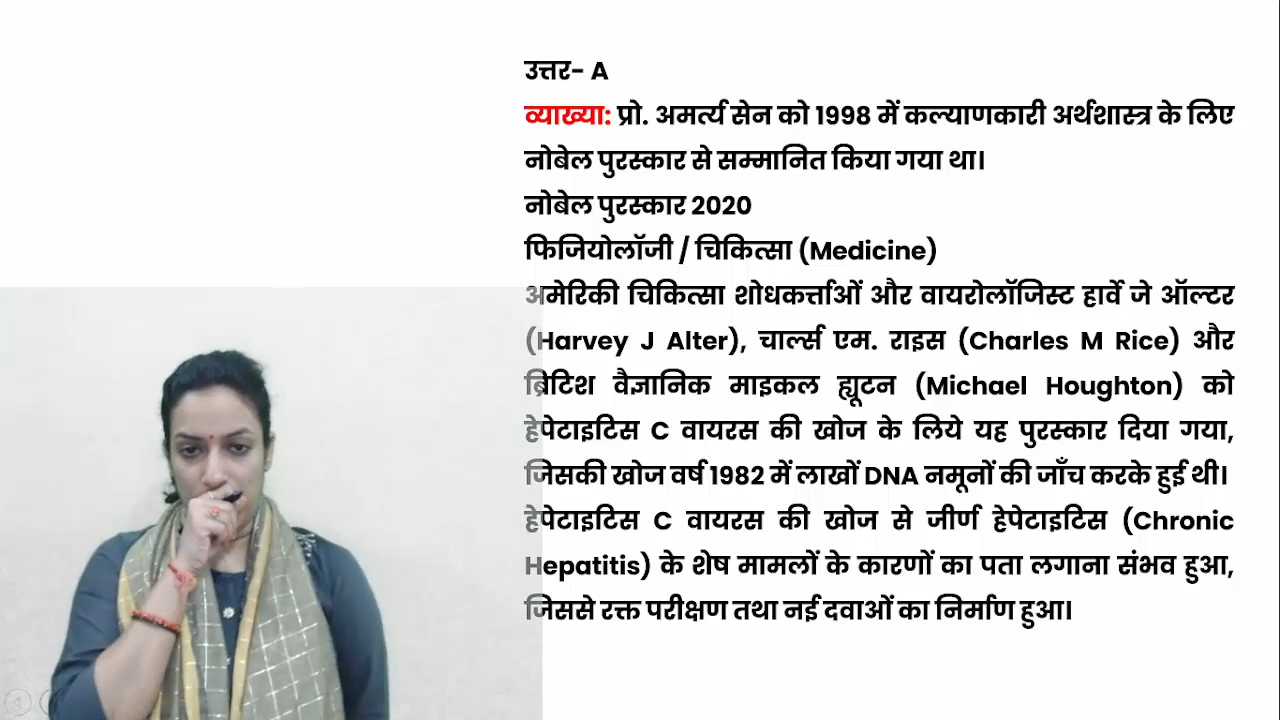 उत्तर- A
व्याख्या: प्रो. अमर्त्य सेन को 1998 में कल्याणकारी अर्थशास्त्र के लिए
नोबेल पुरस्कार से सम्मानित किया गया था।
नोबेल पुरस्कार 2020
फिजियोलॉजी / चिकित्सा (Medicine)
अमेरिकी चिकित्सा शोधकर्त्ताओं और वायरोलॉजिस्ट हार्वे जे ऑल्टर
(Harvey J Alter), चार्ल्स एम. राइस (Charles M Rice) और
ब्रिटिश वैज्ञानिक माइकल ह्यूटन (Michael Houghton) को
हेपेटाइटिस C वायरस की खोज के लिये यह पुरस्कार दिया गया,
जिसकी खोज वर्ष 1982 में लाखों DNA नमूनों की जाँच करके हुई थी।
हेपेटाइटिस C वायरस की खोज से जीर्ण हेपेटाइटिस (Chronic
Hepatitis) के शेष मामलों के कारणों का पता लगाना संभव हुआ,
जिससे रक्त परीक्षण तथा नई दवाओं का निर्माण हुआ।